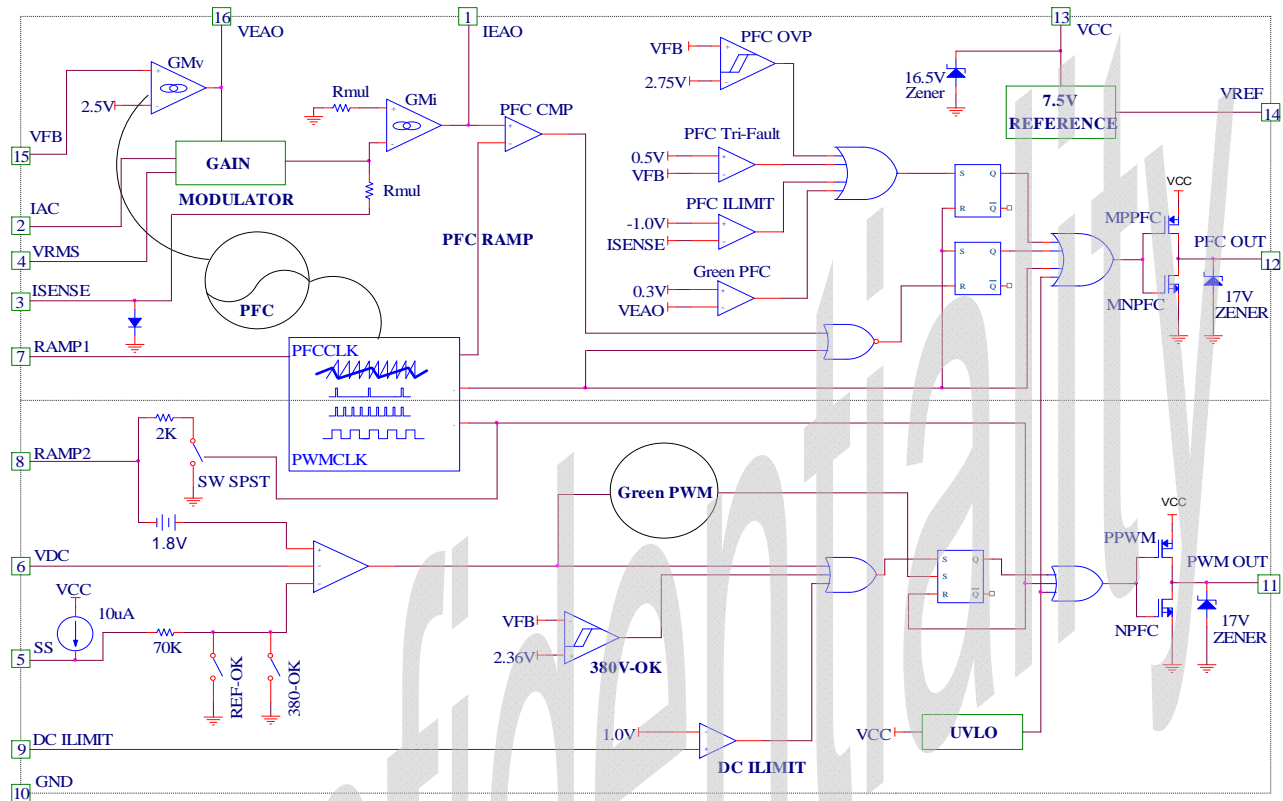 16
VEAO
1
IEAO
13
VCC
GMv
VFB
PFC OVP
2.75V
16.5V
Zener
7.5V
REFERENCE
VREF
14
2.5V
Rmul
GMi
PFC CMP
VFB
15
GAIN
MODULATOR
Rmul
PFC Tri-Fault
0.5V
VFB
S Q
R Q
VCC
MPPFC
IAC
2
PFC RAMP
PFC ILIMIT
-1.0V
ISENSE
PFC OUT
12
VRMS
4
S Q
R Q
ISENSE
3
PFC
Green PFC
0.3V
VEAO
MNPFC
17V
ZENER
RAMP1
7
PFCCLK
PWMCLK
2K
RAMP2
8
SW SPST
Green PWM
1.8V
VCC
PPWM
PWM OUT
11
VDC
6
S Q
S
R Q
VCC
10uA
SS
5
70K
REF-OK
380-OK
VFB
2.36V
380V-OK
NPFC
17V
ZENER
DC ILIMIT
9
1.0V
DC ILIMIT
VCC
UVLO
GND
10
nfidentiality